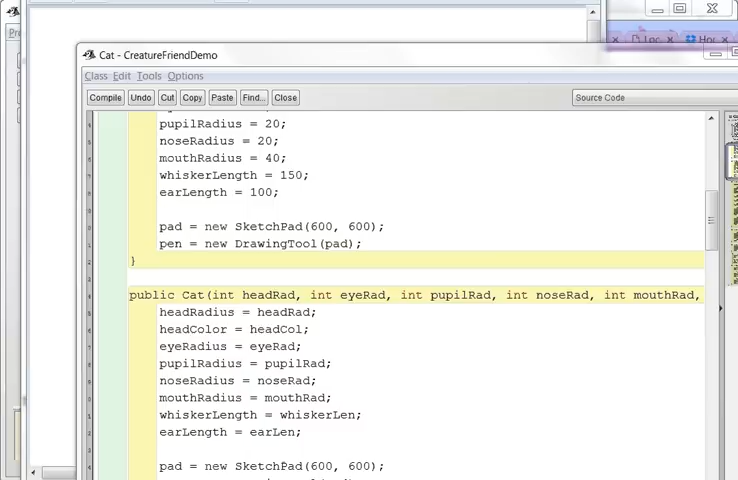 Cat - CreatureFriendDemo
Class Edit Tools Options
Compile Undo Cut Copy Paste Find... Close Source Code
pupilRadius = 20;
noseRadius = 20;
mouthRadius = 40;
whiskerLength = 150;
earLength = 100;
pad = new SketchPad(600, 600);
pen = new DrawingTool(pad);
}
public Cat(int headRad, int eyeRad, int pupilRad, int noseRad, int mouthRad,
headRadius = headRad;
headColor = headCol;
eyeRadius = eyeRad;
pupilRadius = pupilRad;
noseRadius = noseRad;
mouthRadius = mouthRad;
whiskerLength = whiskerLen;
earLength = earLen;
pad = new SketchPad(600, 600);